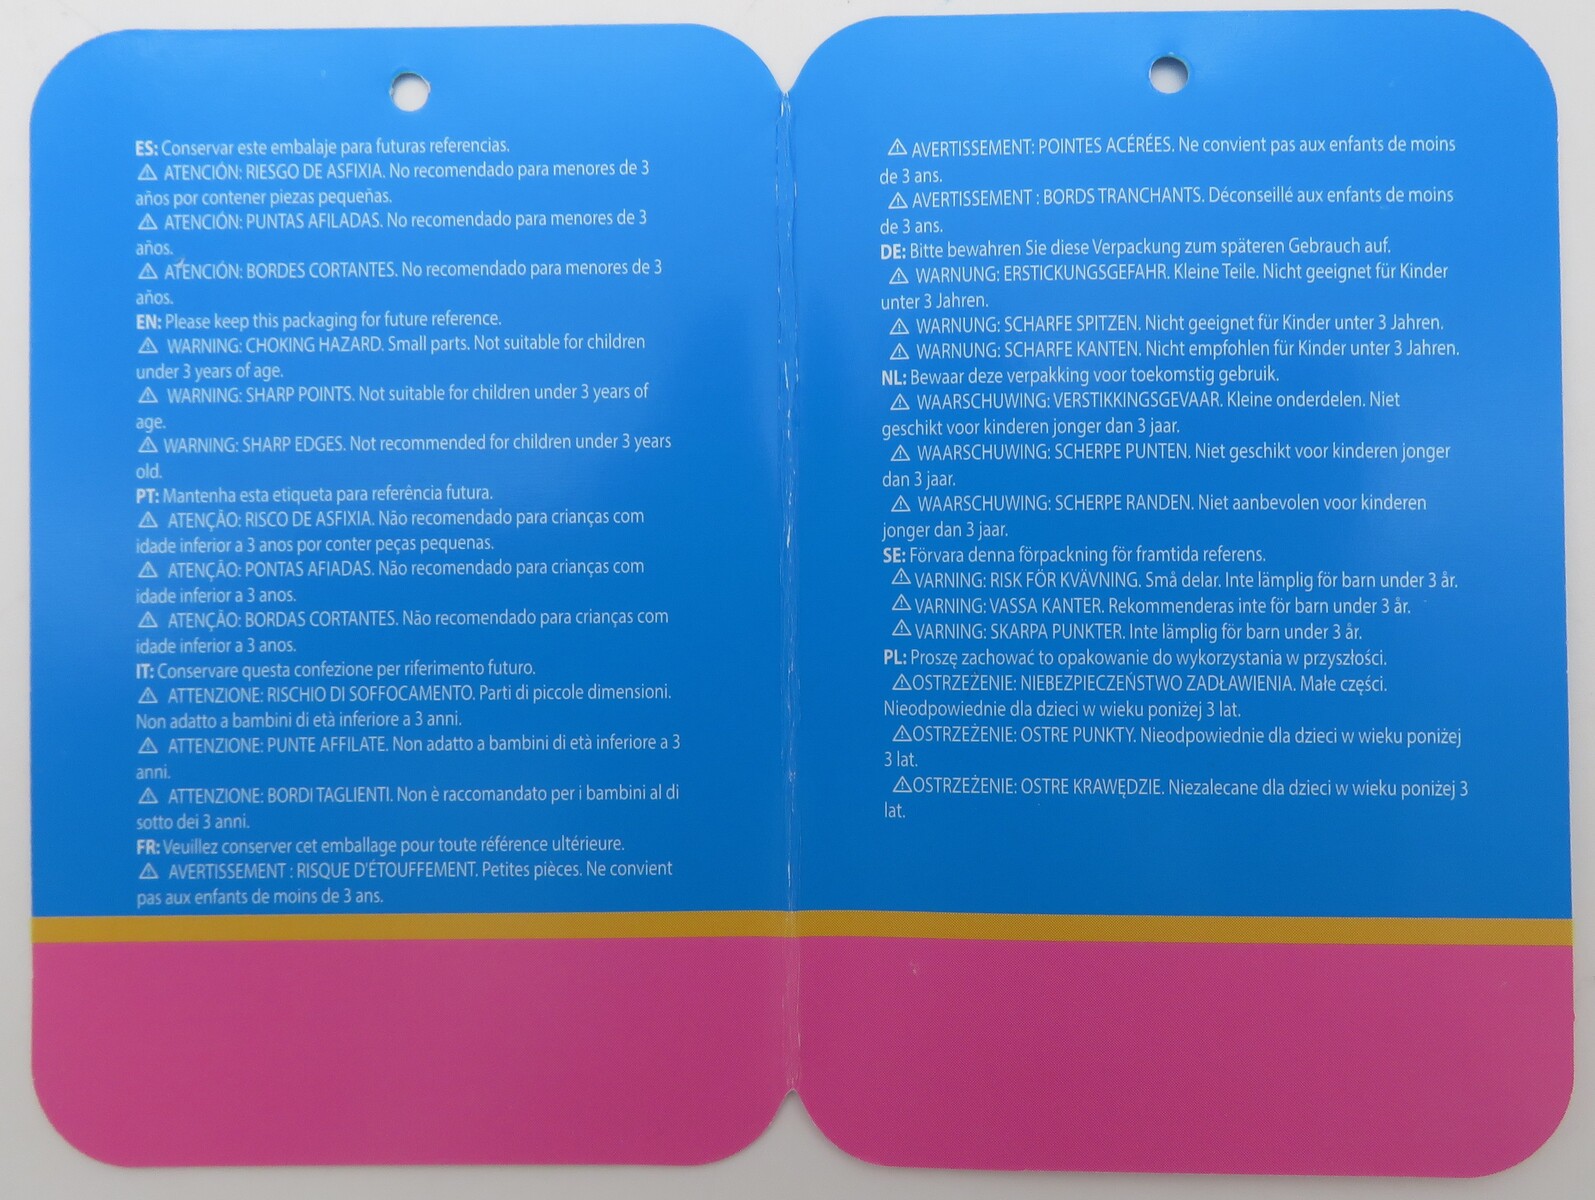 ES: Conservar este embalaje para futuras referencias.
⚠ ATENCIÓN: RIESGO DE ASFIXIA. No recomendado para menores de 3
años por contener piezas pequeñas.
⚠ ATENCIÓN: PUNTAS AFILADAS. No recomendado para menores de 3
años.
⚠ ATENCIÓN: BORDES CORTANTES. No recomendado para menores de 3
años.
EN: Please keep this packaging for future reference.
⚠ WARNING: CHOKING HAZARD. Small parts. Not suitable for children
under 3 years of age.
⚠ WARNING: SHARP POINTS. Not suitable for children under 3 years of
age.
⚠ WARNING: SHARP EDGES. Not recommended for children under 3 years
old.
PT: Mantenha esta etiqueta para referência futura.
⚠ ATENÇÃO: RISCO DE ASFIXIA. Não recomendado para crianças com
idade inferior a 3 anos por conter peças pequenas.
⚠ ATENÇÃO: PONTAS AFIADAS. Não recomendado para crianças com
idade inferior a 3 anos.
⚠ ATENÇÃO: BORDAS CORTANTES. Não recomendado para crianças com
idade inferior a 3 anos.
IT: Conservare questa confezione per riferimento futuro.
⚠ ATTENZIONE: RISCHIO DI SOFFOCAMENTO. Parti di piccole dimensioni.
Non adatto a bambini di età inferiore a 3 anni.
⚠ ATTENZIONE: PUNTE AFFILATE. Non adatto a bambini di età inferiore a 3
anni.
⚠ ATTENZIONE: BORDI TAGLIENTI. Non è raccomandato per i bambini al di
sotto dei 3 anni.
FR: Veuillez conserver cet emballage pour toute référence ultérieure.
⚠ AVERTISSEMENT : RISQUE D'ÉTOUFFEMENT. Petites pièces. Ne convient
pas aux enfants de moins de 3 ans.
⚠ AVERTISSEMENT: POINTES ACÉRÉES. Ne convient pas aux enfants de moins
de 3 ans.
⚠ AVERTISSEMENT : BORDS TRANCHANTS. Déconseillé aux enfants de moins
de 3 ans.
DE: Bitte bewahren Sie diese Verpackung zum späteren Gebrauch auf.
⚠ WARNUNG: ERSTICKUNGSGEFAHR. Kleine Teile. Nicht geeignet für Kinder
unter 3 Jahren.
⚠ WARNUNG: SCHARFE SPITZEN. Nicht geeignet für Kinder unter 3 Jahren.
⚠ WARNUNG: SCHARFE KANTEN. Nicht empfohlen für Kinder unter 3 Jahren.
NL: Bewaar deze verpakking voor toekomstig gebruik.
⚠ WAARSCHUWING: VERSTIKKINGSGEVAAR. Kleine onderdelen. Niet
geschikt voor kinderen jonger dan 3 jaar.
⚠ WAARSCHUWING: SCHERPE PUNTEN. Niet geschikt voor kinderen jonger
dan 3 jaar.
⚠ WAARSCHUWING: SCHERPE RANDEN. Niet aanbevolen voor kinderen
jonger dan 3 jaar.
SE: Förvara denna förpackning för framtida referens.
⚠ VARNING: RISK FÖR KVÄVNING. Små delar. Inte lämplig för barn under 3 år.
⚠ VARNING: VASSA KANTER. Rekommenderas inte för barn under 3 år.
⚠ VARNING: SKARPA PUNKTER. Inte lämplig för barn under 3 år.
PL: Proszę zachować to opakowanie do wykorzystania w przyszłości.
⚠OSTRZEŻENIE: NIEBEZPIECZEŃSTWO ZADŁAWIENIA. Małe części.
Nieodpowiednie dla dzieci w wieku poniżej 3 lat.
⚠OSTRZEŻENIE: OSTRE PUNKTY. Nieodpowiednie dla dzieci w wieku poniżej
3 lat.
⚠OSTRZEŻENIE: OSTRE KRAWĘDZIE. Niezalecane dla dzieci w wieku poniżej 3
lat.